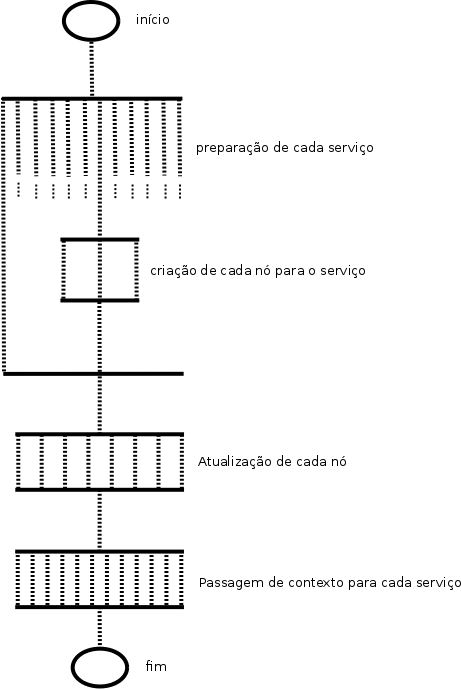 início
preparação de cada serviço
criação de cada nó para o serviço
Atualização de cada nó
Passagem de contexto para cada serviço
fim